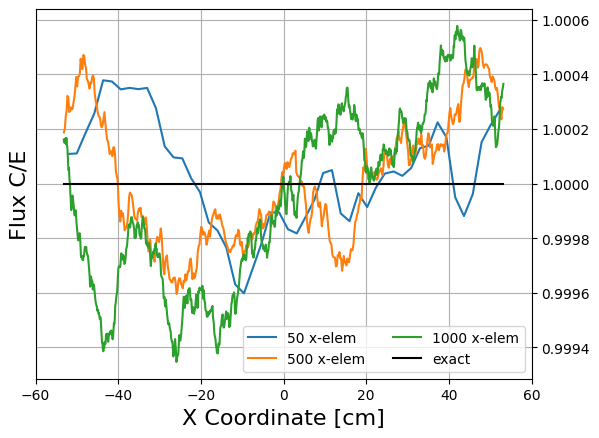 1.0006
1.0004
1.0002
1.0000
0.9998
0.9996
0.9994
Flux C/E
50 x-elem
500 x-elem
1000 x-elem
exact
−60 −40 −20 0 20 40 60
X Coordinate [cm]